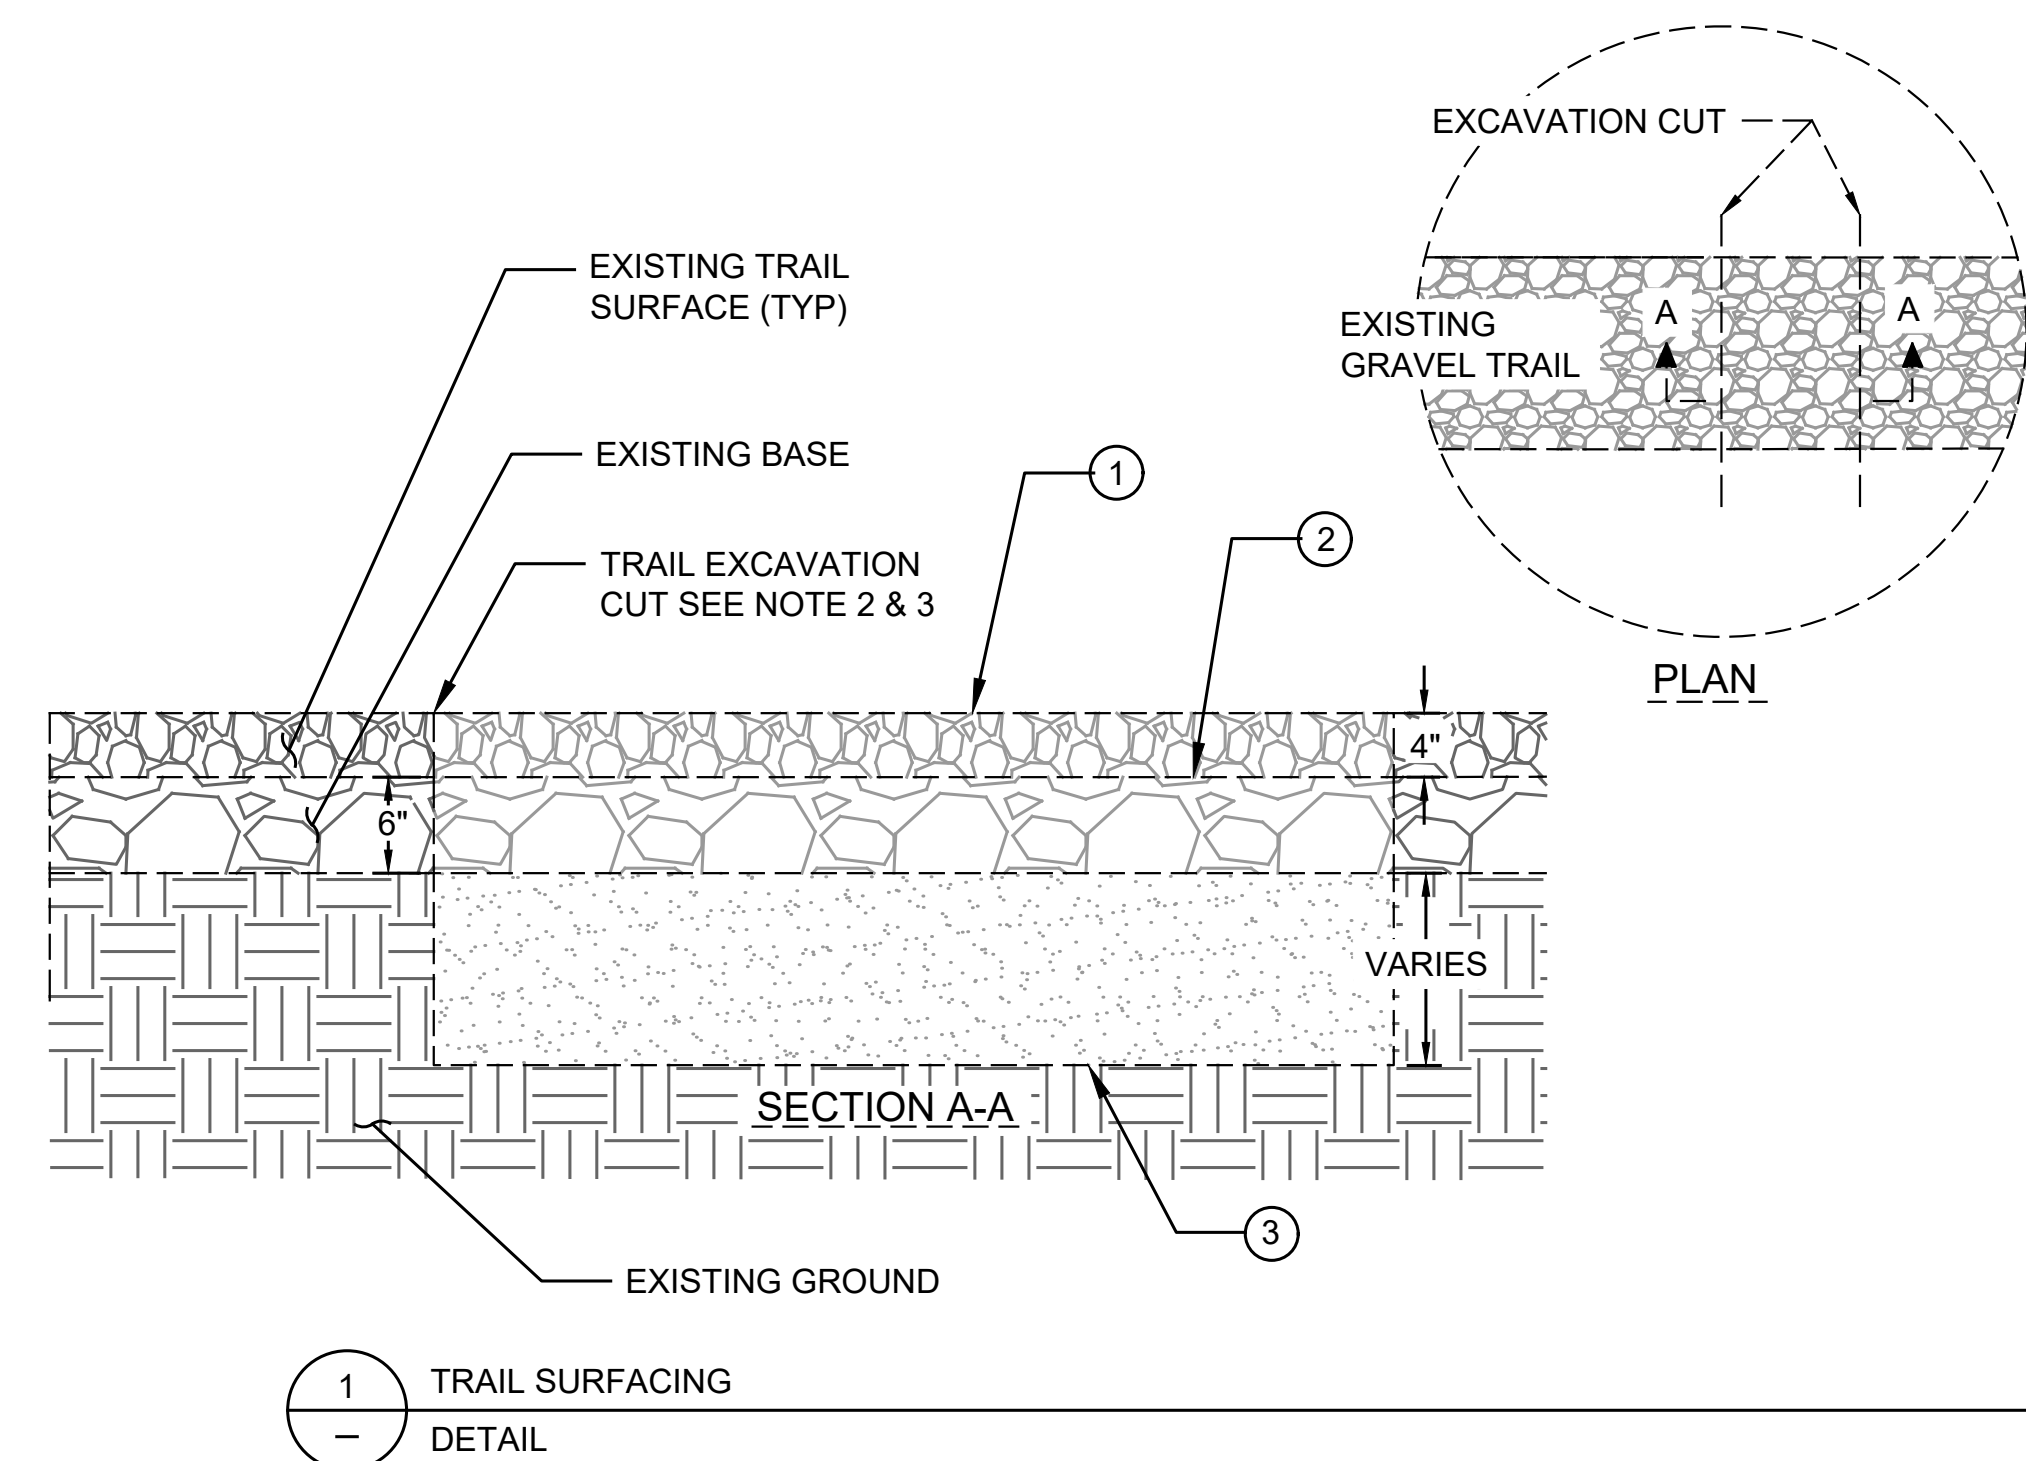 EXCAVATION CUT
EXISTING TRAIL
SURFACE (TYP)
A
A
EXISTING
GRAVEL TRAIL
EXISTING BASE
1
2
TRAIL EXCAVATION
CUT SEE NOTE 2 & 3
PLAN
4"
6"
VARIES
SECTION A-A
3
EXISTING GROUND
1
TRAIL SURFACING
–
DETAIL